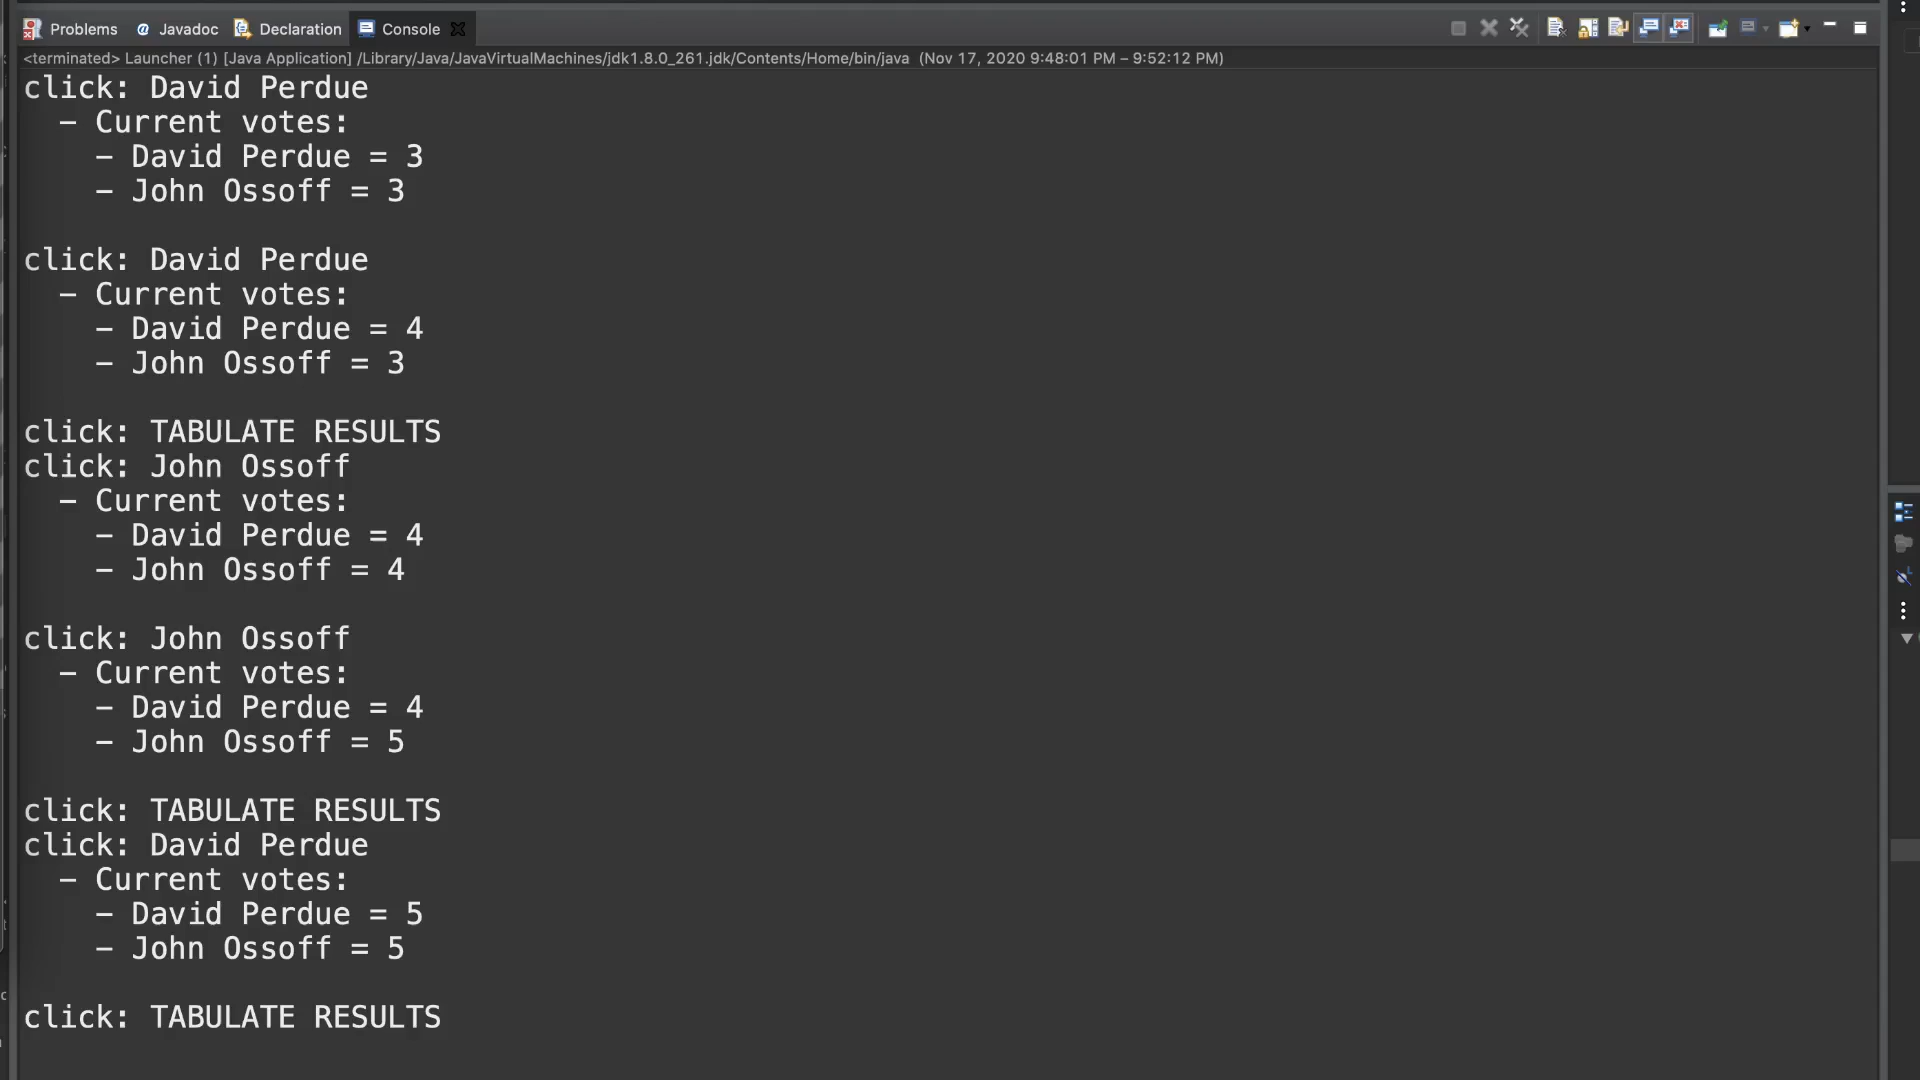 Problems Javadoc Declaration Console
<terminated> Launcher (1) [Java Application] /Library/Java/JavaVirtualMachines/jdk1.8.0_261.jdk/Contents/Home/bin/java (Nov 17, 2020 9:48:01 PM – 9:52:12 PM)
click: David Perdue
- Current votes:
- David Perdue = 3
- John Ossoff = 3
click: David Perdue
- Current votes:
- David Perdue = 4
- John Ossoff = 3
click: TABULATE RESULTS
click: John Ossoff
- Current votes:
- David Perdue = 4
- John Ossoff = 4
click: John Ossoff
- Current votes:
- David Perdue = 4
- John Ossoff = 5
click: TABULATE RESULTS
click: David Perdue
- Current votes:
- David Perdue = 5
- John Ossoff = 5
click: TABULATE RESULTS